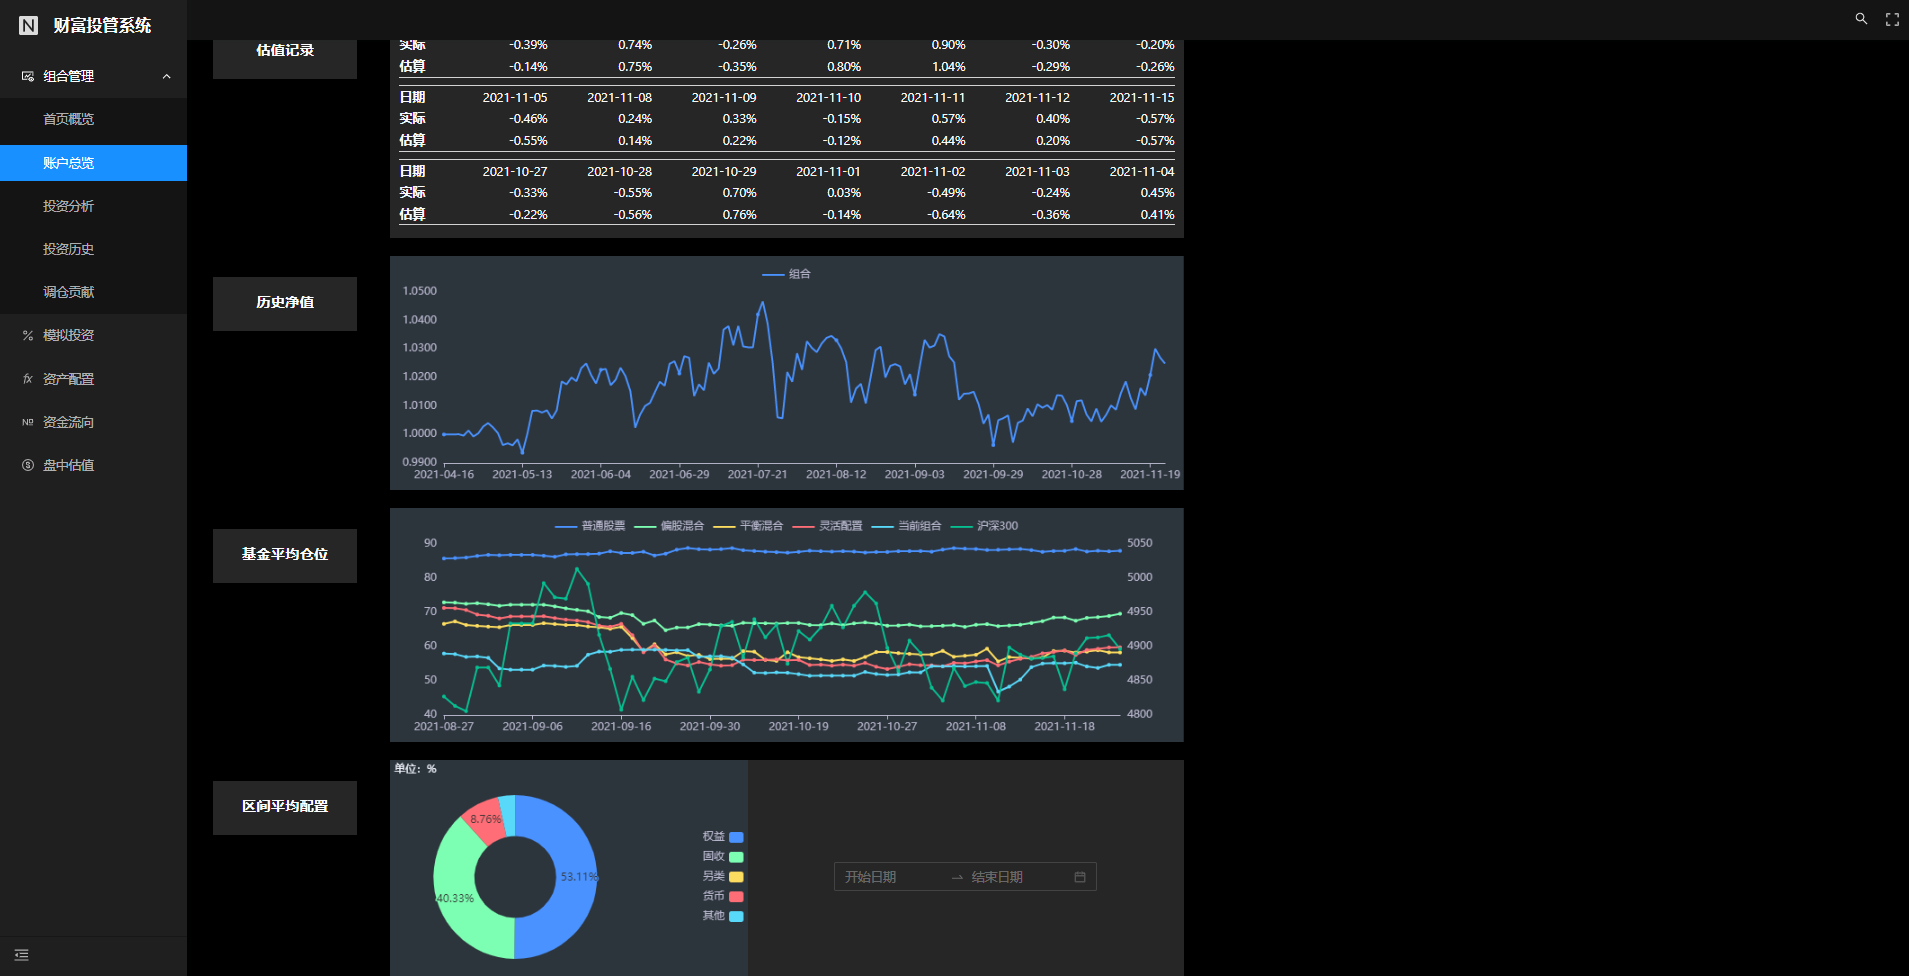 财富投管系统
组合管理
首页概览
账户总览
投资分析
投资历史
调仓贡献
模拟投资
资产配置
资金流向
盘中估值
估值记录
实际 -0.39% 0.74% -0.26% 0.71% 0.90% -0.30% -0.20%
估算 -0.14% 0.75% -0.35% 0.80% 1.04% -0.29% -0.26%
日期 2021-11-05 2021-11-08 2021-11-09 2021-11-10 2021-11-11 2021-11-12 2021-11-15
实际 -0.46% 0.24% 0.33% -0.15% 0.57% 0.40% -0.57%
估算 -0.55% 0.14% 0.22% -0.12% 0.44% 0.20% -0.57%
日期 2021-10-27 2021-10-28 2021-10-29 2021-11-01 2021-11-02 2021-11-03 2021-11-04
实际 -0.33% -0.55% 0.70% 0.03% -0.49% -0.24% 0.45%
估算 -0.22% -0.56% 0.76% -0.14% -0.64% -0.36% 0.41%
历史净值
组合
1.0500
1.0400
1.0300
1.0200
1.0100
1.0000
0.9900
2021-04-16 2021-05-13 2021-06-04 2021-06-29 2021-07-21 2021-08-12 2021-09-03 2021-09-29 2021-10-28 2021-11-19
基金平均仓位
普通股票 偏股混合 平衡混合 灵活配置 当前组合 沪深300
90 5050
80 5000
70 4950
60 4900
50 4850
40 4800
2021-08-27 2021-09-06 2021-09-16 2021-09-30 2021-10-19 2021-10-27 2021-11-08 2021-11-18
区间平均配置
单位：%
8.76%
53.11%
40.33%
权益
固收
另类
货币
其他
开始日期 → 结束日期